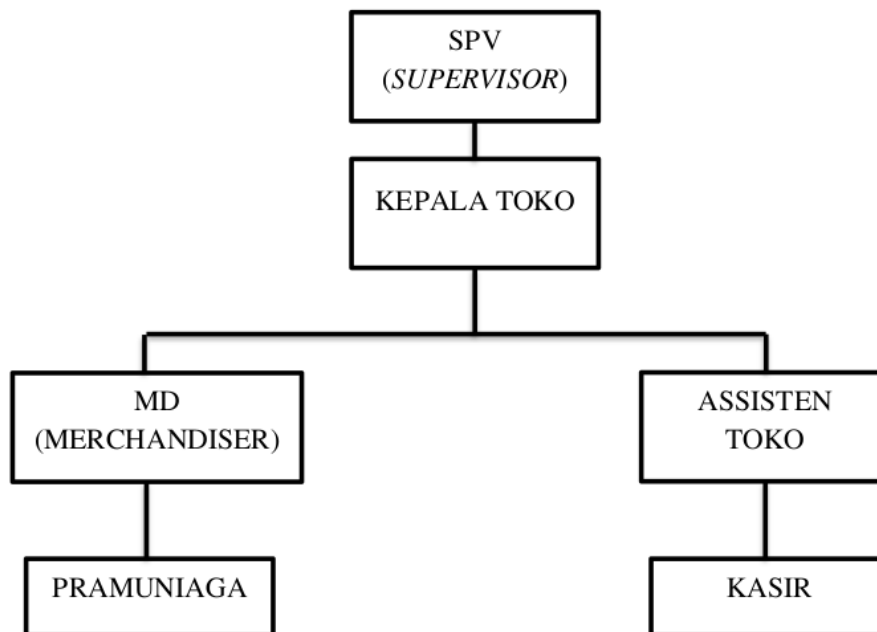 SPV
(SUPERVISOR)
KEPALA TOKO
MD
(MERCHANDISER)
ASSISTEN
TOKO
PRAMUNIAGA
KASIR